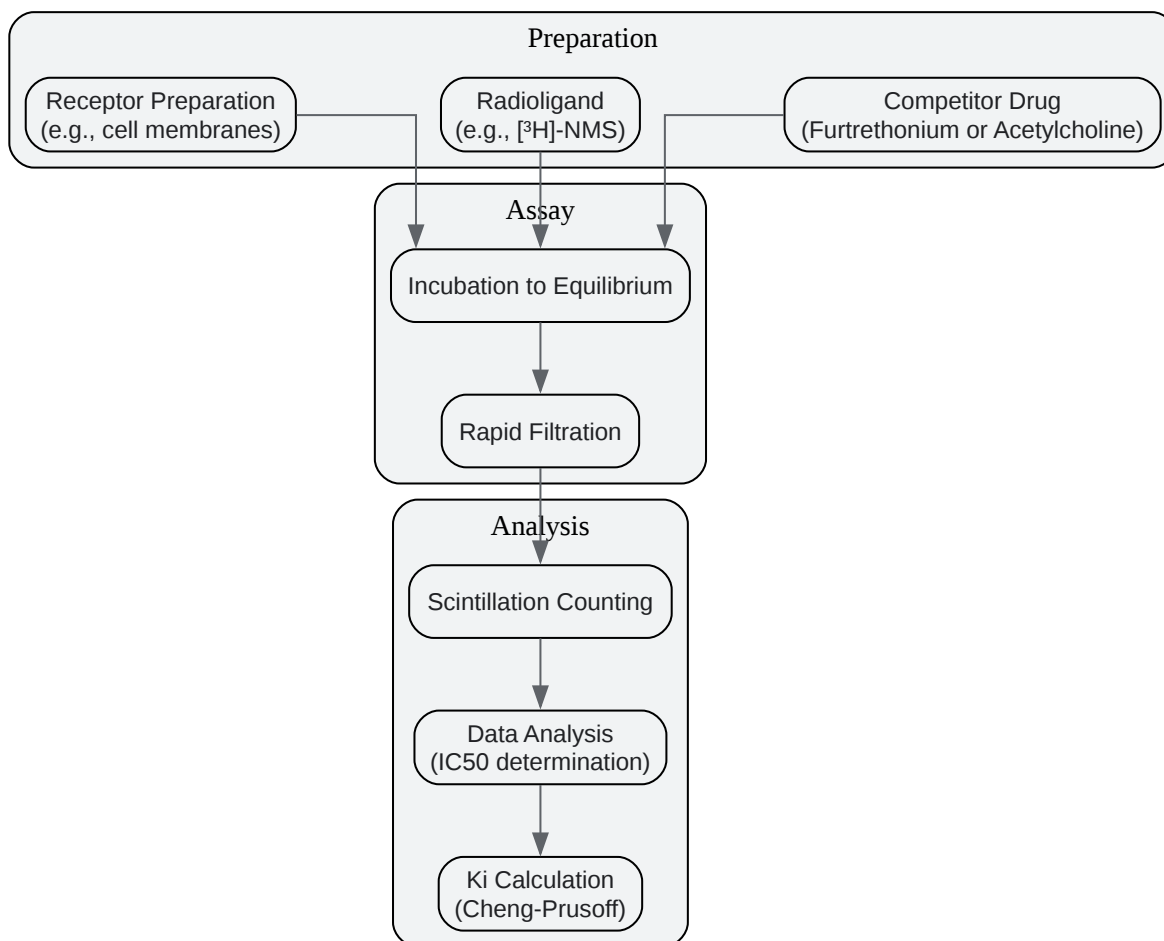 Preparation
Receptor Preparation
(e.g., cell membranes)
Radioligand
(e.g., [³H]-NMS)
Competitor Drug
(Furtrethonium or Acetylcholine)
Assay
Incubation to Equilibrium
Rapid Filtration
Analysis
Scintillation Counting
Data Analysis
(IC50 determination)
Ki Calculation
(Cheng-Prusoff)